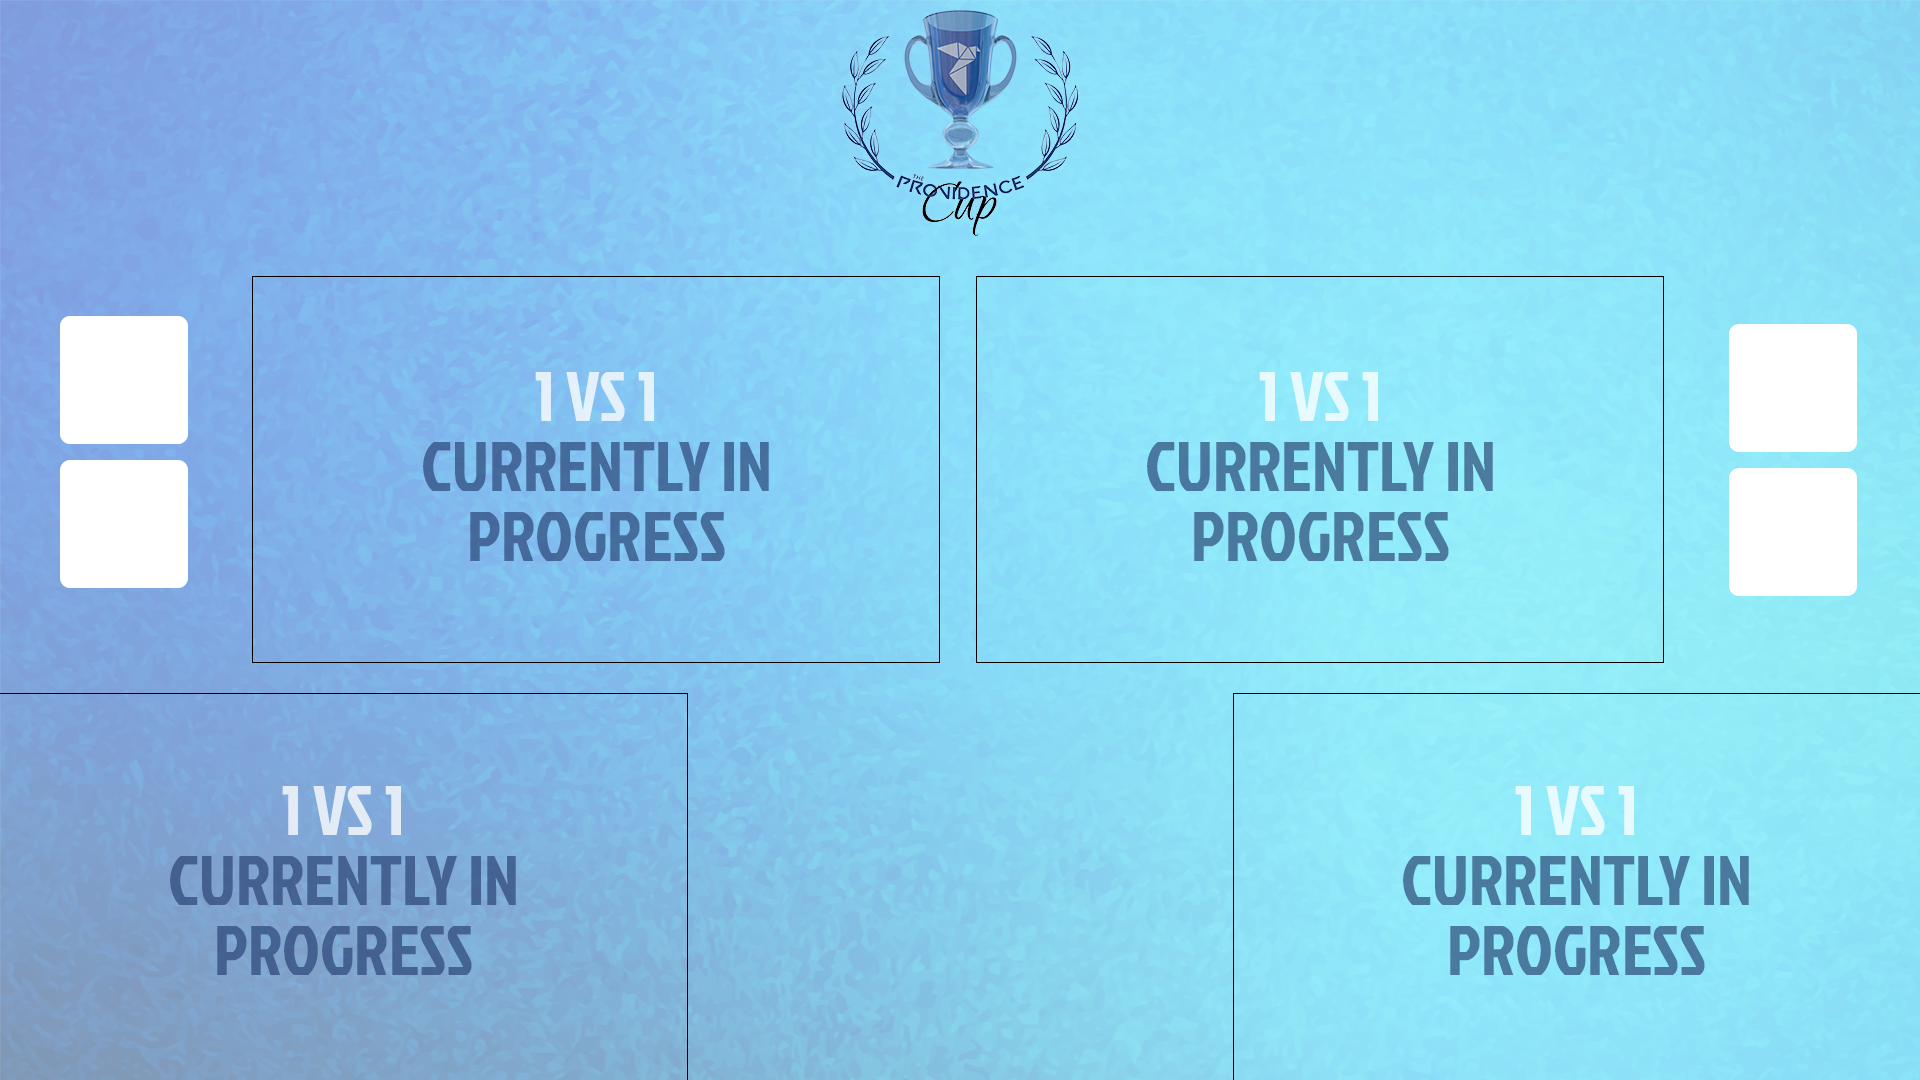 THE
PROVIDENCE
Cup
1 VS 1
CURRENTLY IN
PROGRESS
1 VS 1
CURRENTLY IN
PROGRESS
1 VS 1
CURRENTLY IN
PROGRESS
1 VS 1
CURRENTLY IN
PROGRESS